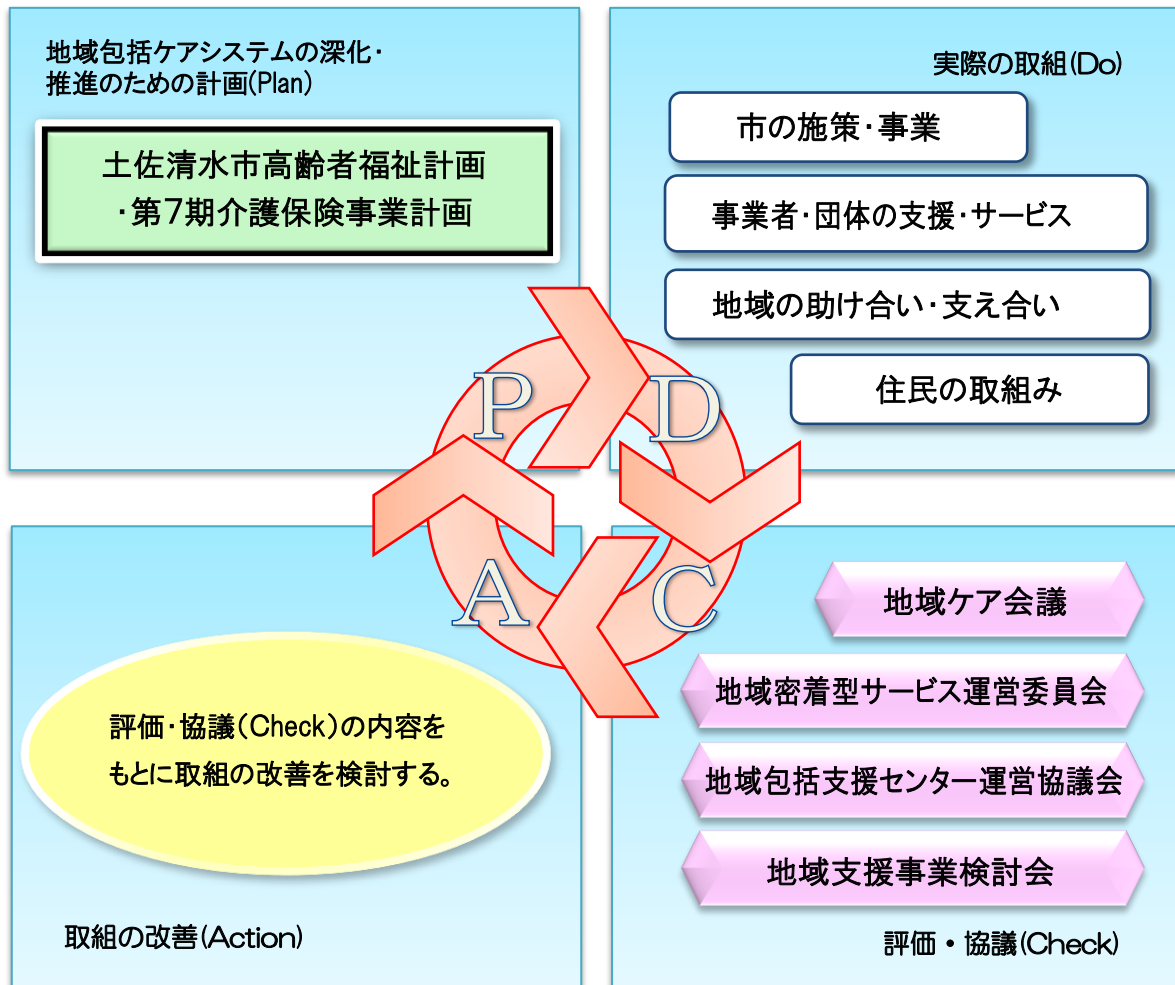 地域包括ケアシステムの深化・
推進のための計画(Plan)
土佐清水市高齢者福祉計画
・第7期介護保険事業計画
実際の取組(Do)
市の施策・事業
事業者・団体の支援・サービス
地域の助け合い・支え合い
住民の取組み
P
D
A
C
評価・協議(Check)の内容を
もとに取組の改善を検討する。
取組の改善(Action)
地域ケア会議
地域密着型サービス運営委員会
地域包括支援センター運営協議会
地域支援事業検討会
評価・協議(Check)